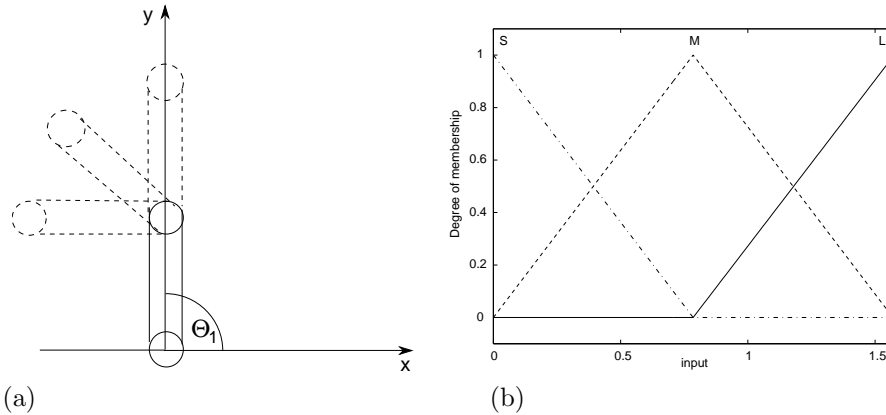 y
Θ1
x
(a)
S M L
1
0.8
0.6
0.4
0.2
0
Degree of membership
0 0.5 1 1.5
input
(b)